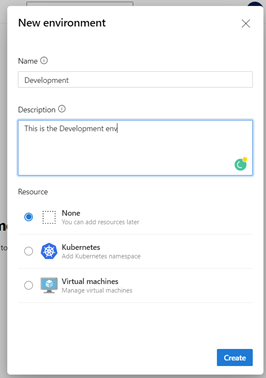 New environment
Name
Development
Description
This is the Development env
Resource
None
You can add resources later
Kubernetes
Add Kubernetes namespace
Virtual machines
Manage virtual machines
Create